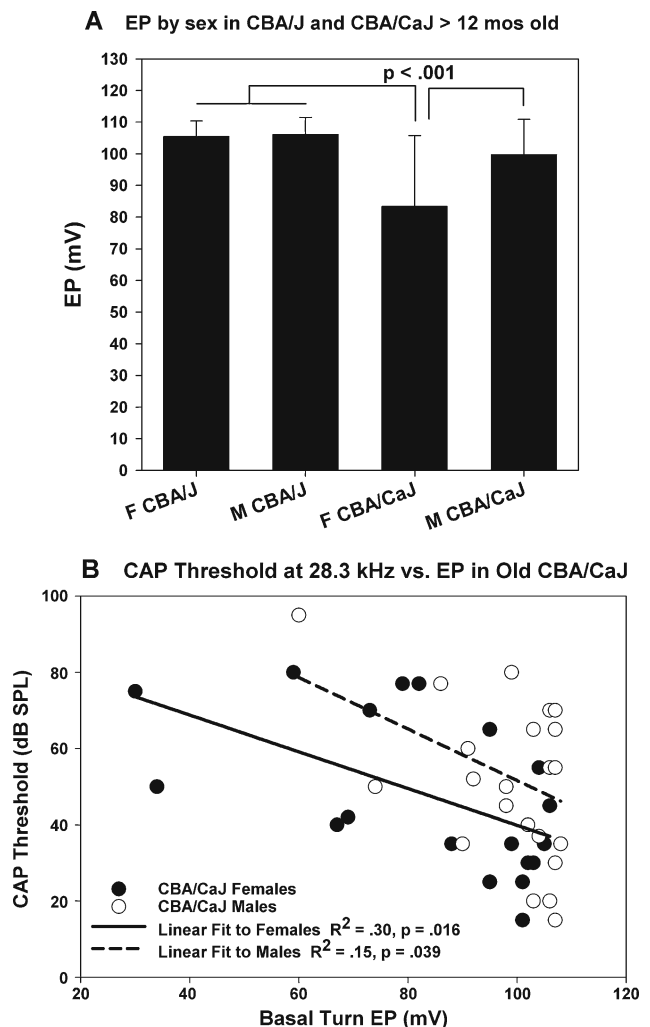 A EP by sex in CBA/J and CBA/CaJ > 12 mos old
p < .001
130
120
110
100
90
80
70
60
50
40
30
20
10
0
EP (mV)
F CBA/J
M CBA/J
F CBA/CaJ
M CBA/CaJ
B CAP Threshold at 28.3 kHz vs. EP in Old CBA/CaJ
100
80
60
40
20
0
CAP Threshold (dB SPL)
CBA/CaJ Females
CBA/CaJ Males
Linear Fit to Females R² = .30, p = .016
Linear Fit to Males R² = .15, p = .039
20 40 60 80 100 120
Basal Turn EP (mV)